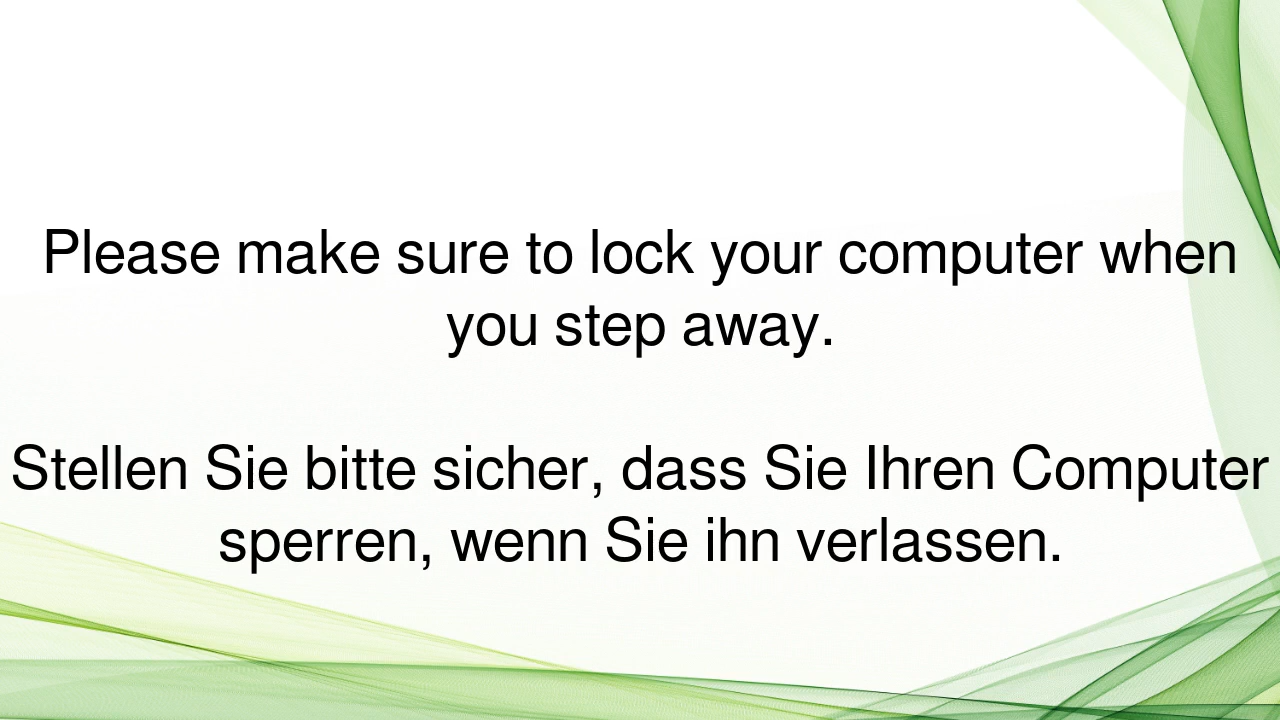 Please make sure to lock your computer when
you step away.
Stellen Sie bitte sicher, dass Sie Ihren Computer
sperren, wenn Sie ihn verlassen.